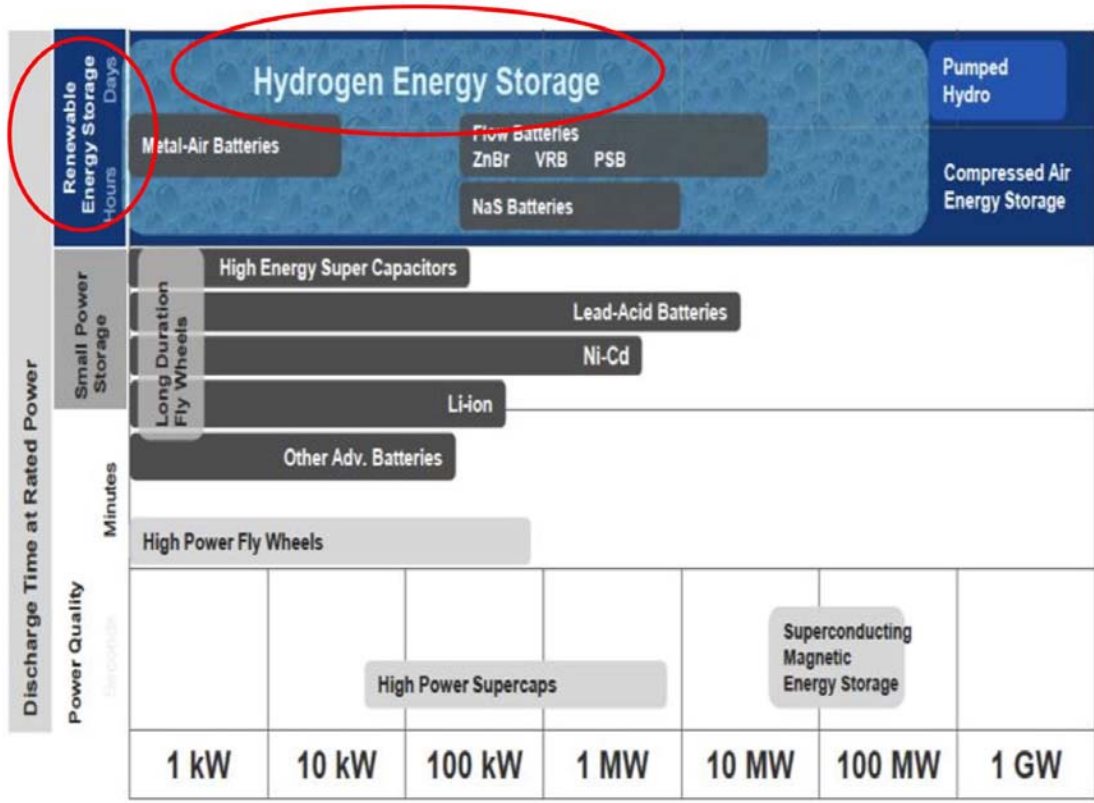 Discharge Time at Rated Power
Renewable
Energy Storage
Hours Days
Small Power
Storage
Minutes
Power Quality
Seconds
Hydrogen Energy Storage
Pumped
Hydro
Metal-Air Batteries
Flow Batteries
ZnBr VRB PSB
NaS Batteries
Compressed Air
Energy Storage
High Energy Super Capacitors
Long Duration
Fly Wheels
Lead-Acid Batteries
Ni-Cd
Li-ion
Other Adv. Batteries
High Power Fly Wheels
High Power Supercaps
Superconducting
Magnetic
Energy Storage
1 kW 10 kW 100 kW 1 MW 10 MW 100 MW 1 GW